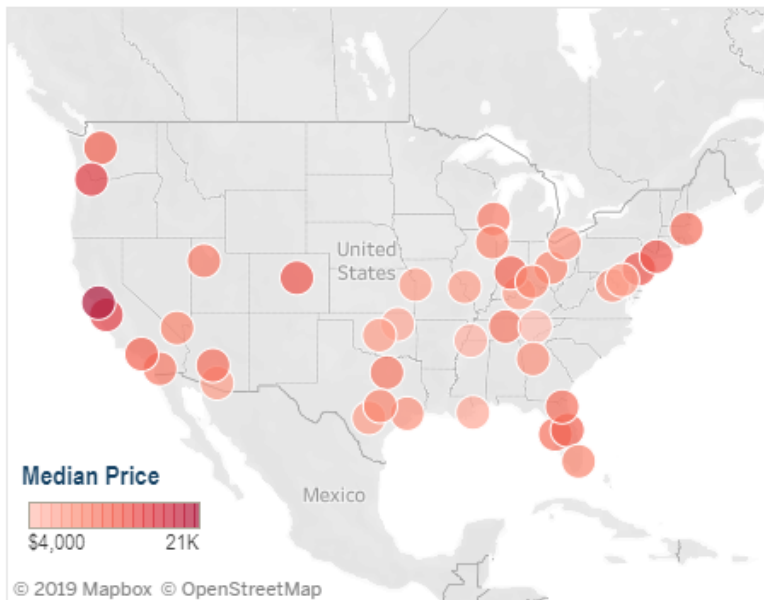 United
States
Median Price
Mexico
$4,000 21K
© 2019 Mapbox © OpenStreetMap